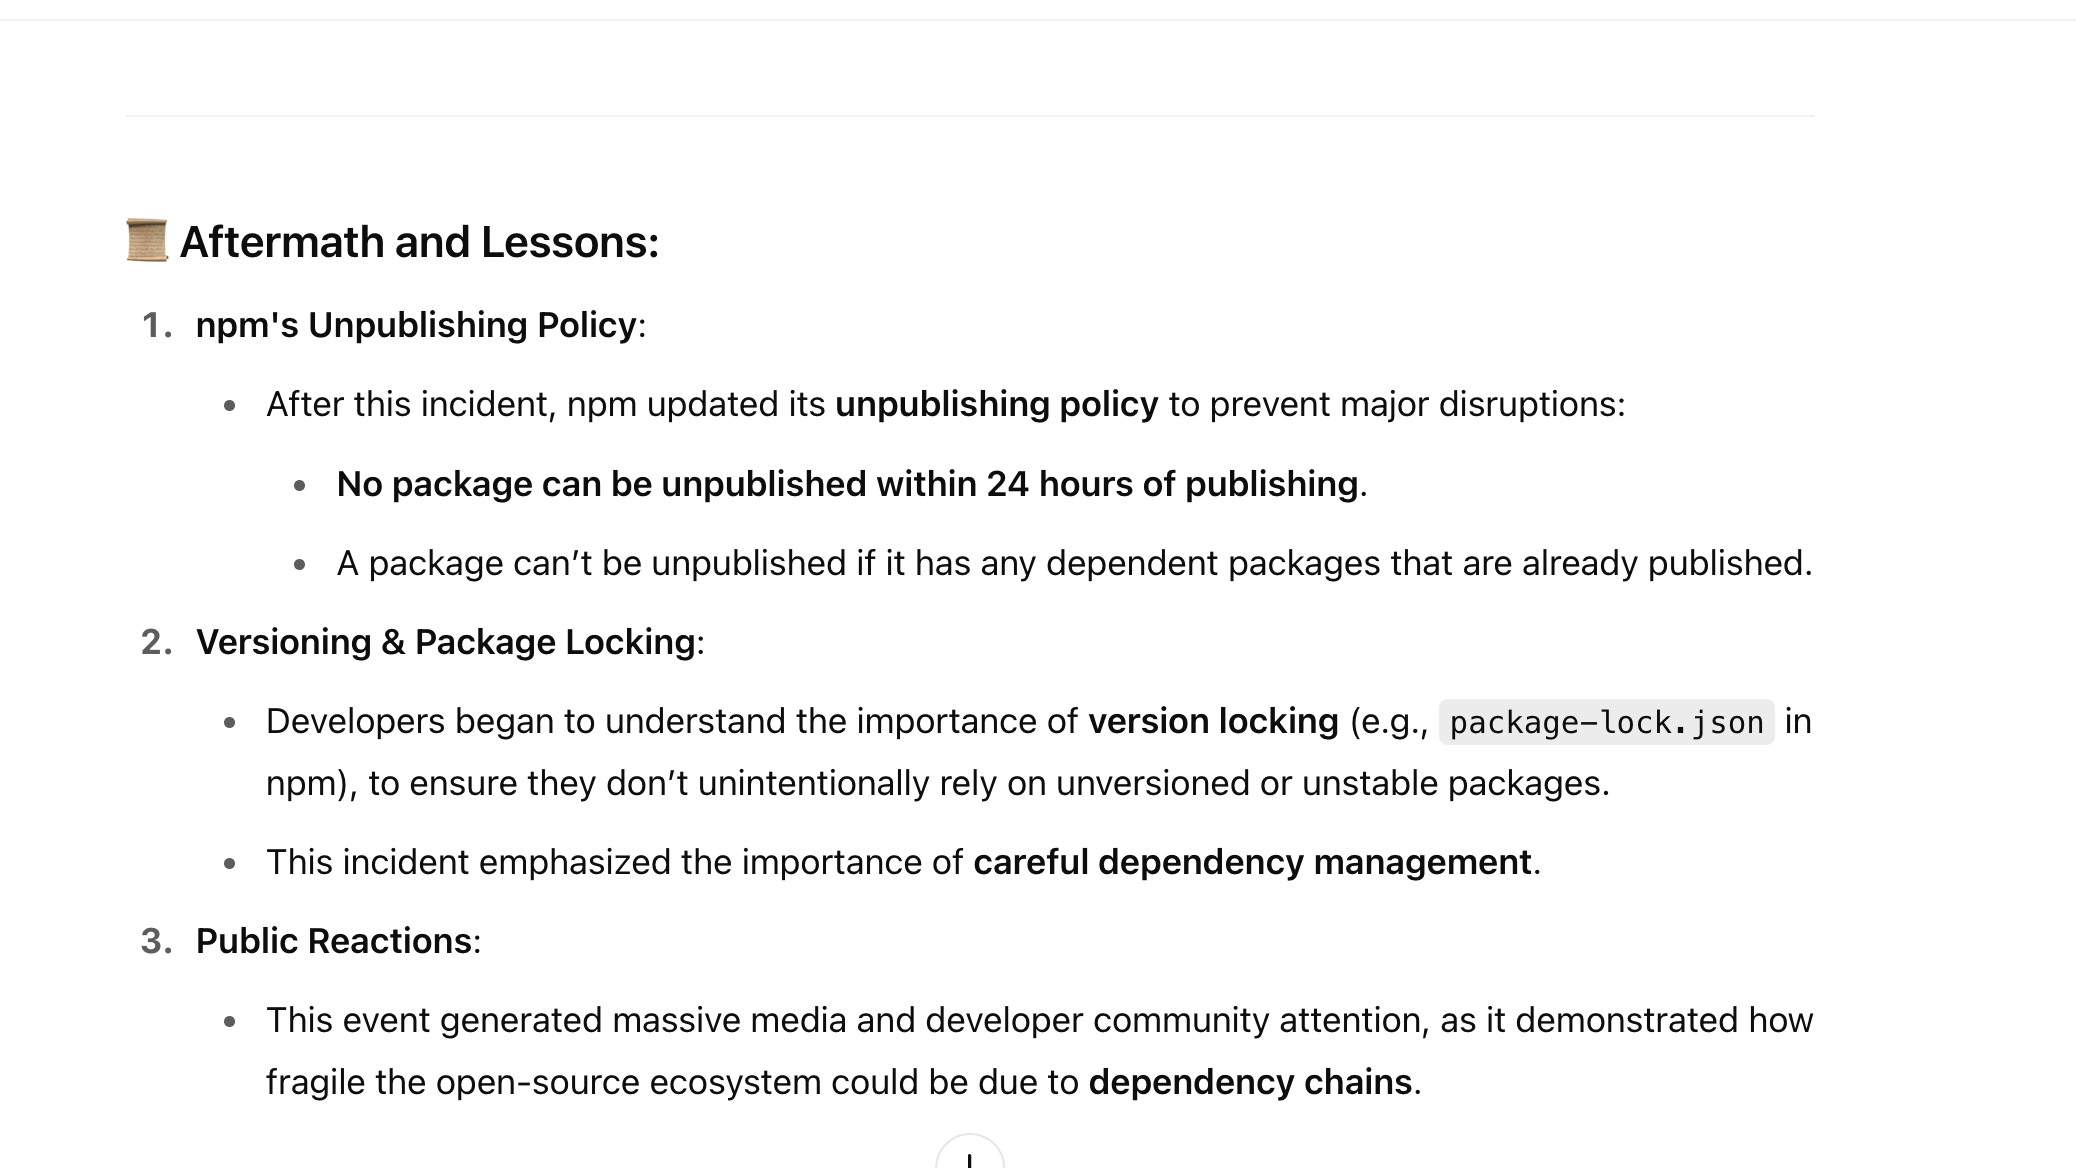 📜 Aftermath and Lessons:
1. npm's Unpublishing Policy:
• After this incident, npm updated its unpublishing policy to prevent major disruptions:
• No package can be unpublished within 24 hours of publishing.
• A package can’t be unpublished if it has any dependent packages that are already published.
2. Versioning & Package Locking:
• Developers began to understand the importance of version locking (e.g., package-lock.json in
npm), to ensure they don’t unintentionally rely on unversioned or unstable packages.
• This incident emphasized the importance of careful dependency management.
3. Public Reactions:
• This event generated massive media and developer community attention, as it demonstrated how
fragile the open-source ecosystem could be due to dependency chains.